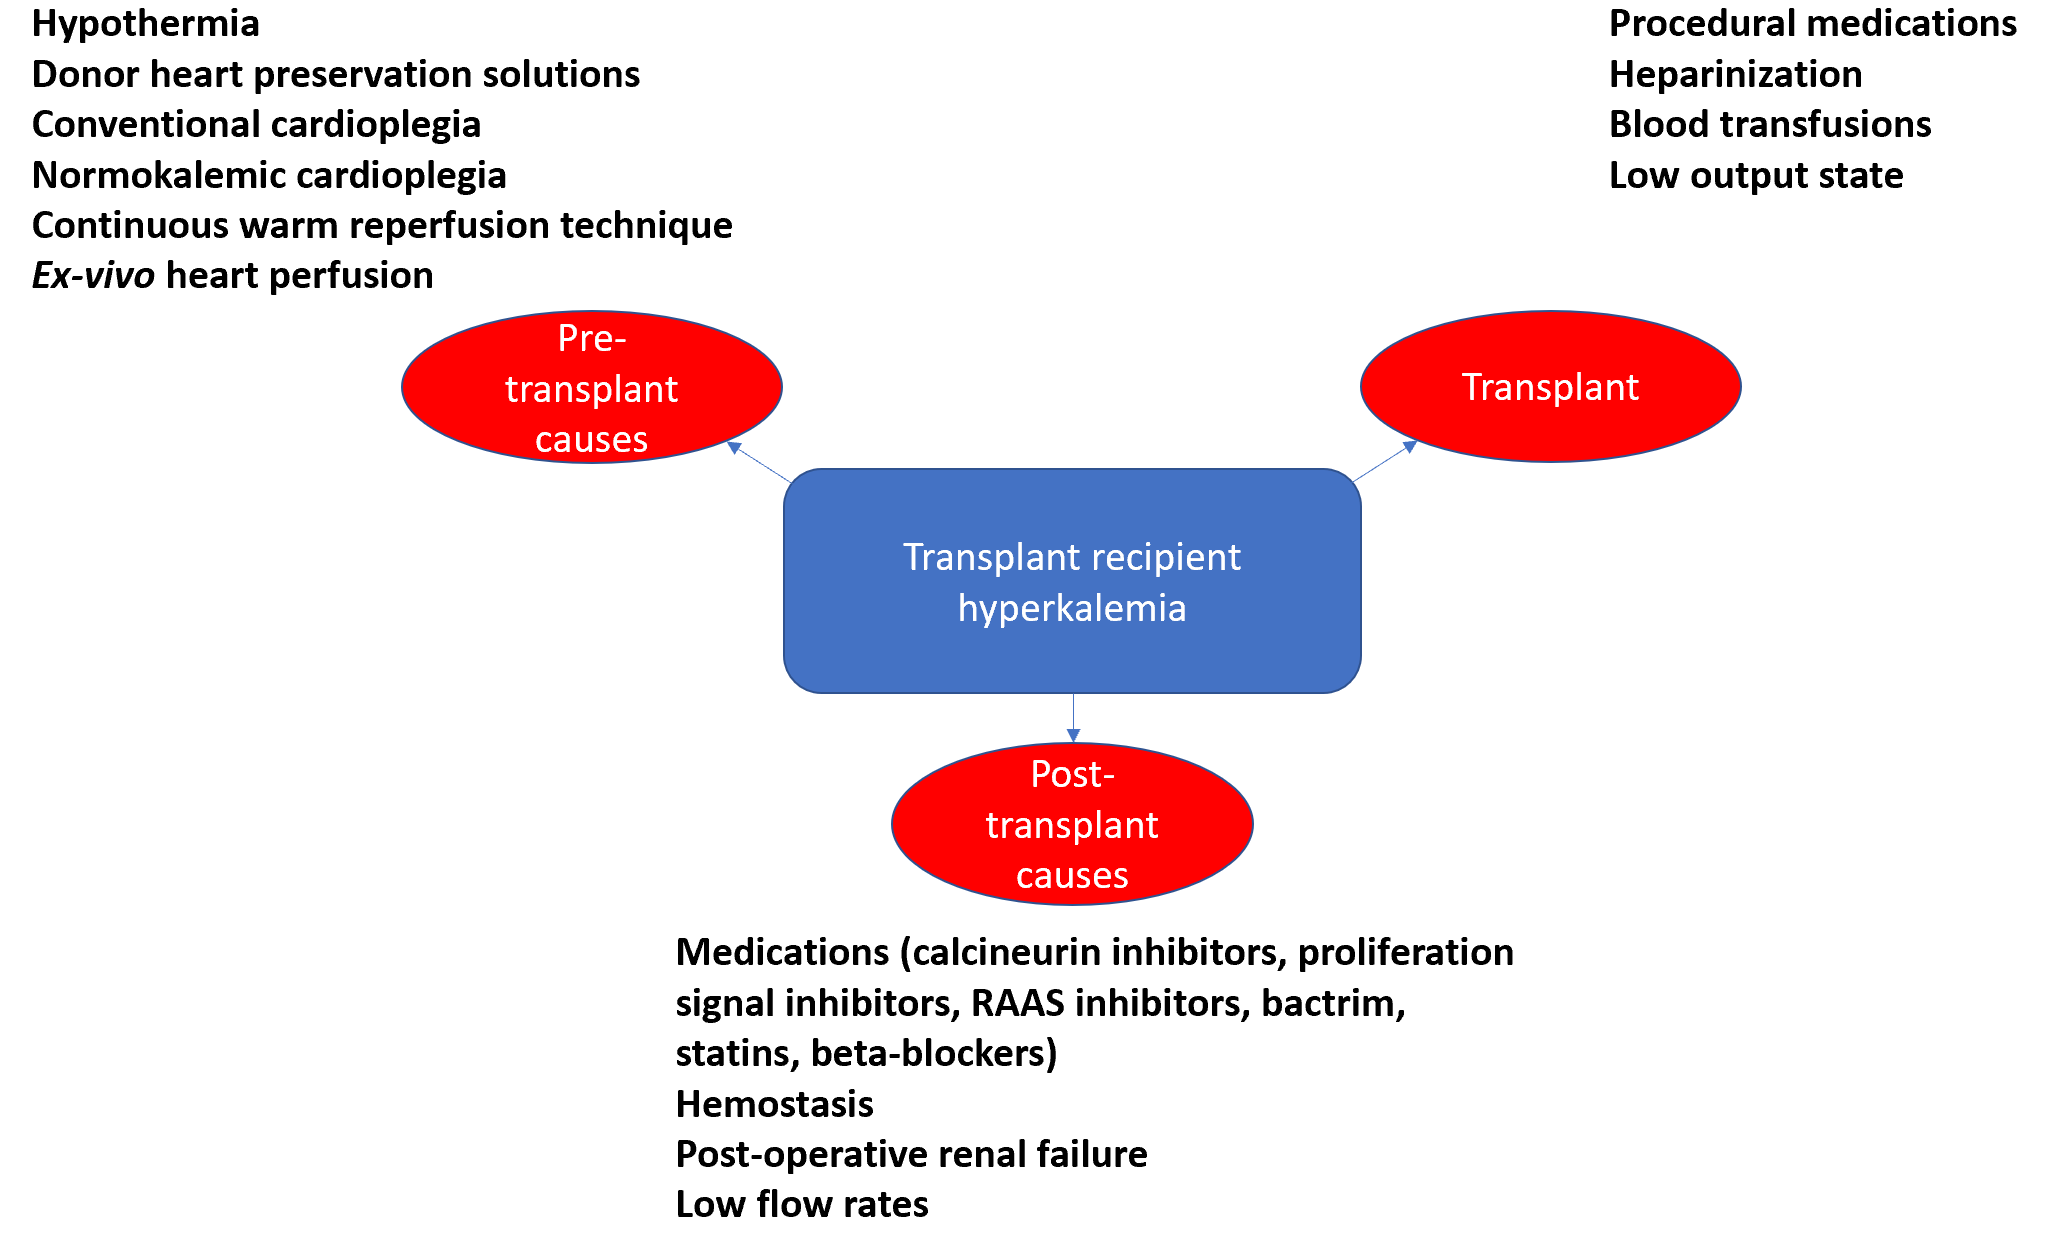 Hypothermia
Donor heart preservation solutions
Conventional cardioplegia
Normokalemic cardioplegia
Continuous warm reperfusion technique
Ex-vivo heart perfusion
Procedural medications
Heparinization
Blood transfusions
Low output state
Pre-
transplant
causes
Transplant
Transplant recipient
hyperkalemia
Post-
transplant
causes
Medications (calcineurin inhibitors, proliferation
signal inhibitors, RAAS inhibitors, bactrim,
statins, beta-blockers)
Hemostasis
Post-operative renal failure
Low flow rates